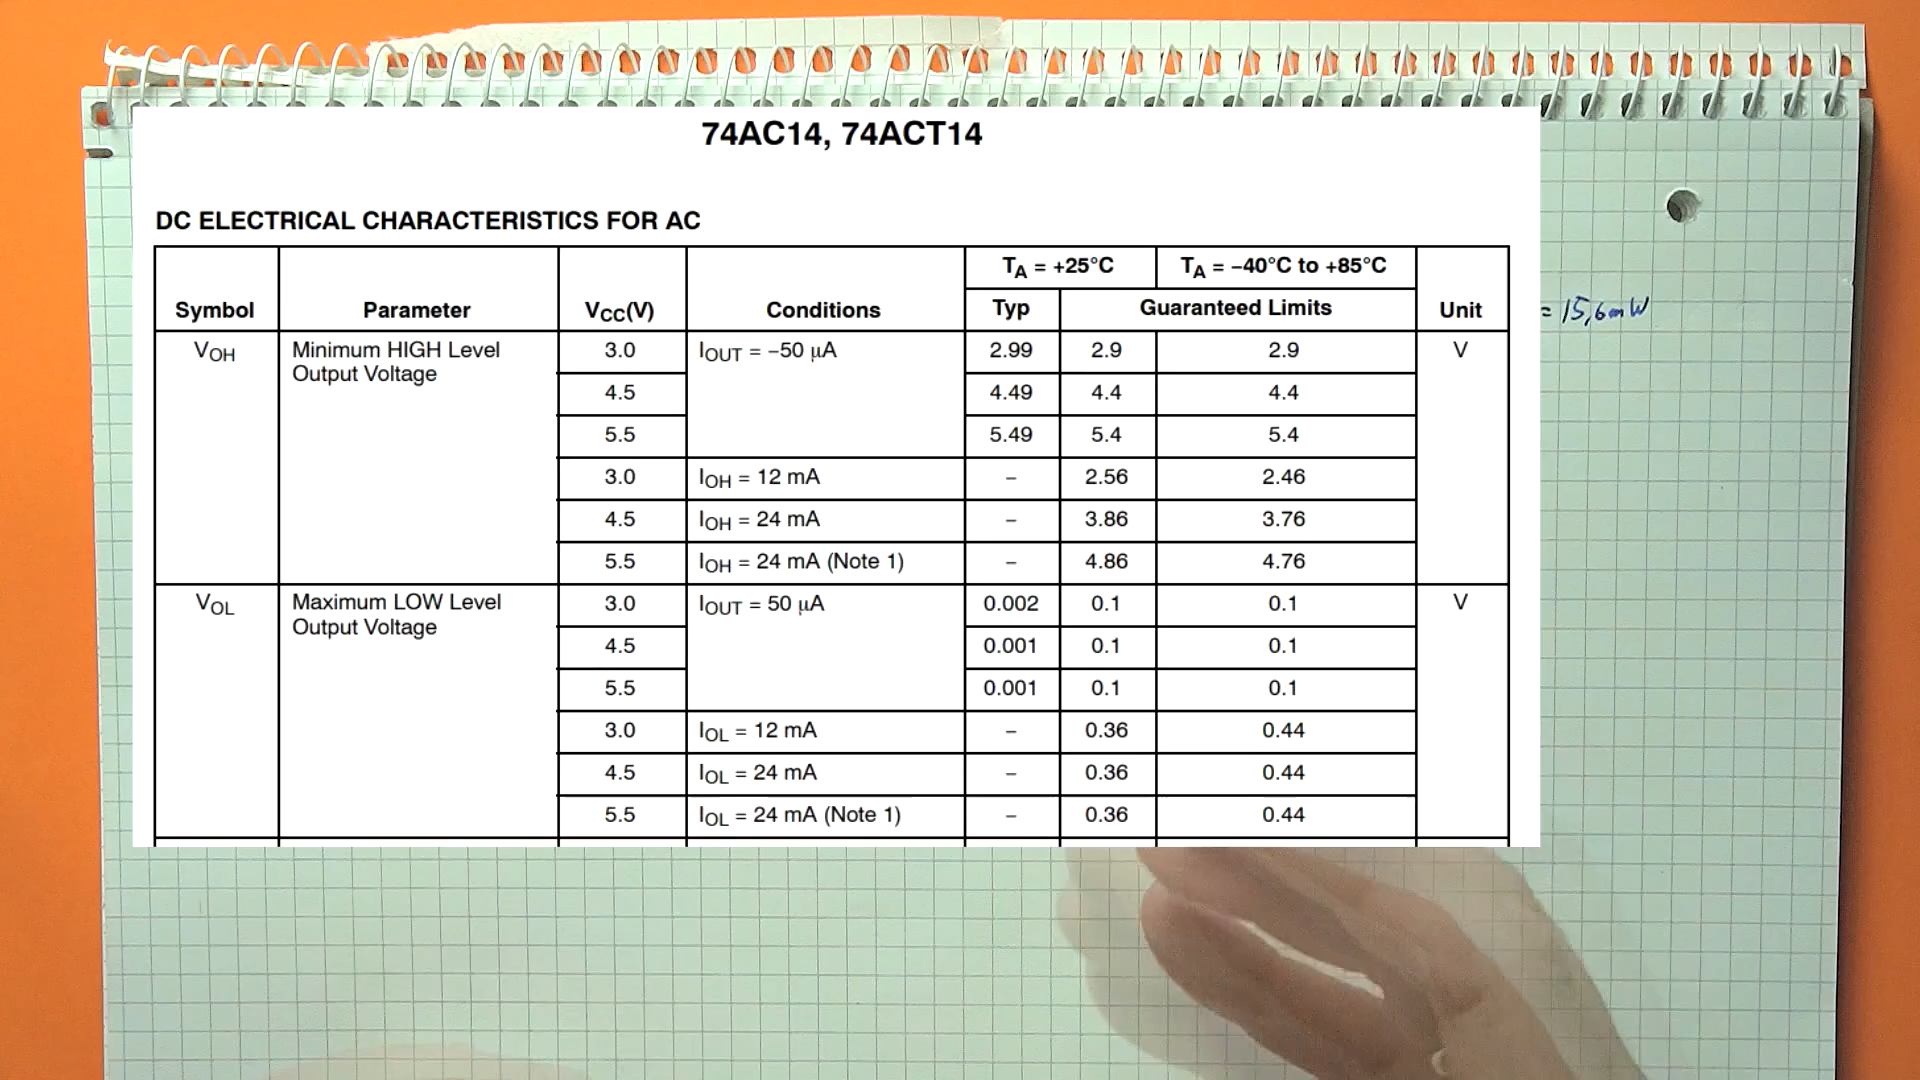 74AC14, 74ACT14
DC ELECTRICAL CHARACTERISTICS FOR AC
Symbol Parameter VCC(V) Conditions TA = +25°C TA = −40°C to +85°C Unit
Typ Guaranteed Limits
VOH Minimum HIGH Level Output Voltage 3.0 IOUT = −50 μA 2.99 2.9 2.9 V
4.5 4.49 4.4 4.4
5.5 5.49 5.4 5.4
3.0 IOH = 12 mA – 2.56 2.46
4.5 IOH = 24 mA – 3.86 3.76
5.5 IOH = 24 mA (Note 1) – 4.86 4.76
VOL Maximum LOW Level Output Voltage 3.0 IOUT = 50 μA 0.002 0.1 0.1 V
4.5 0.001 0.1 0.1
5.5 0.001 0.1 0.1
3.0 IOL = 12 mA – 0.36 0.44
4.5 IOL = 24 mA – 0.36 0.44
5.5 IOL = 24 mA (Note 1) – 0.36 0.44
= 15,6mW